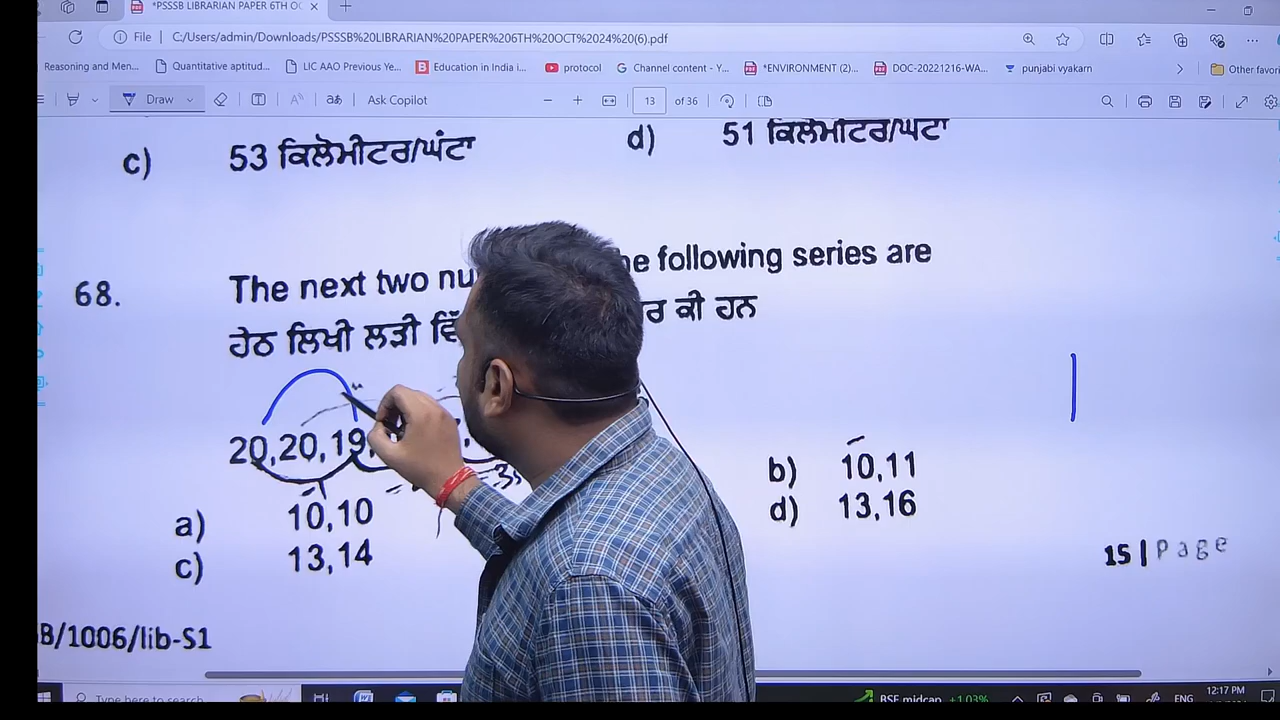 *PSSSB LIBRARIAN PAPER 6TH OC
File C:/Users/admin/Downloads/PSSSB%20LIBRARIAN%20PAPER%206TH%20OCT%2024%20(6).pdf
Reasoning and Men... Quantitative aptitud... LIC AAO Previous Ye... Education in India i... protocol Channel content - Y... *ENVIRONMENT (2)... DOC-20221216-WA... punjabi vyakarn Other favori
Draw Ask Copilot 13 of 36
c) 53 ਕਿਲੋਮੀਟਰ/ਘੰਟਾ d) 51 ਕਿਲੋਮੀਟਰ/ਘੰਟਾ
68. The next two following series are
ਹੇਠ ਲਿਖੀ ਲੜੀ ਕੀ ਹਨ
20,20,19,
a) 10,10 b) 10,11
c) 13,14 d) 13,16
15 | Page
B/1006/lib-S1
Type here to search BSE midcap +1.03% ENG 12:17 PM